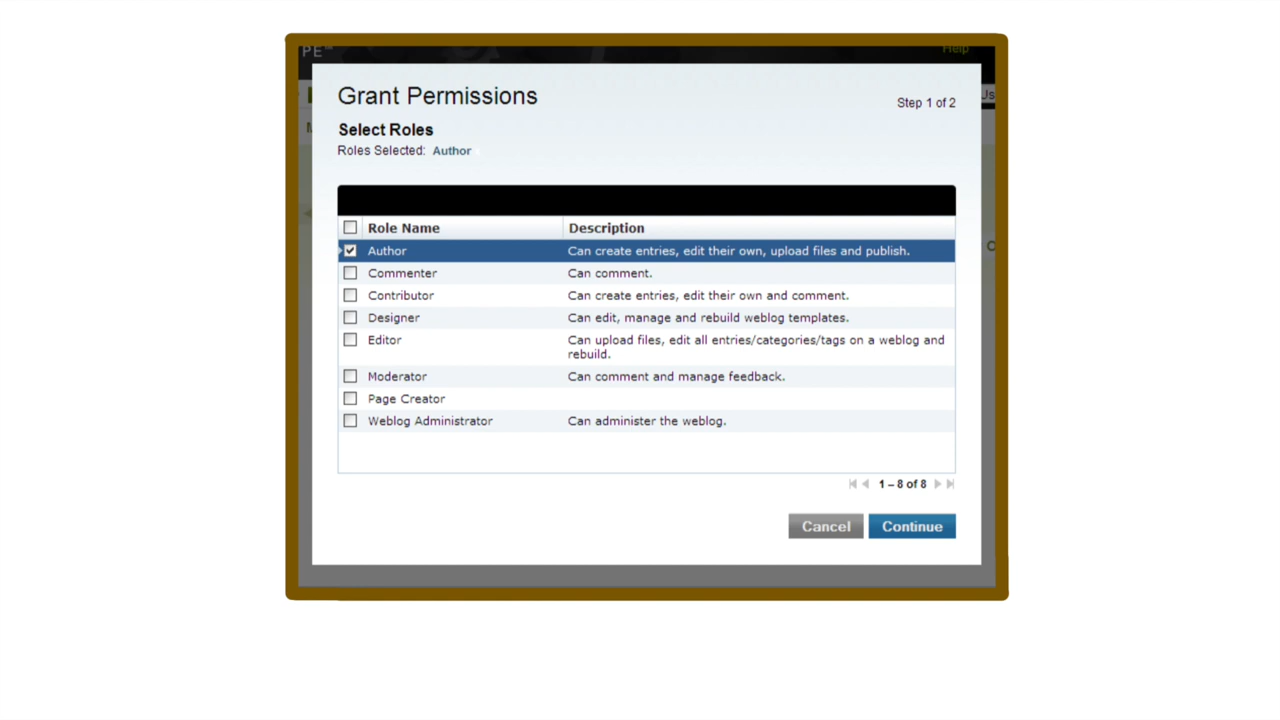 PE
Help
Us
Grant Permissions
Step 1 of 2
Select Roles
Roles Selected: Author
Role Name Description
Author Can create entries, edit their own, upload files and publish.
Commenter Can comment.
Contributor Can create entries, edit their own and comment.
Designer Can edit, manage and rebuild weblog templates.
Editor Can upload files, edit all entries/categories/tags on a weblog and
rebuild.
Moderator Can comment and manage feedback.
Page Creator
Weblog Administrator Can administer the weblog.
1 – 8 of 8
Cancel Continue